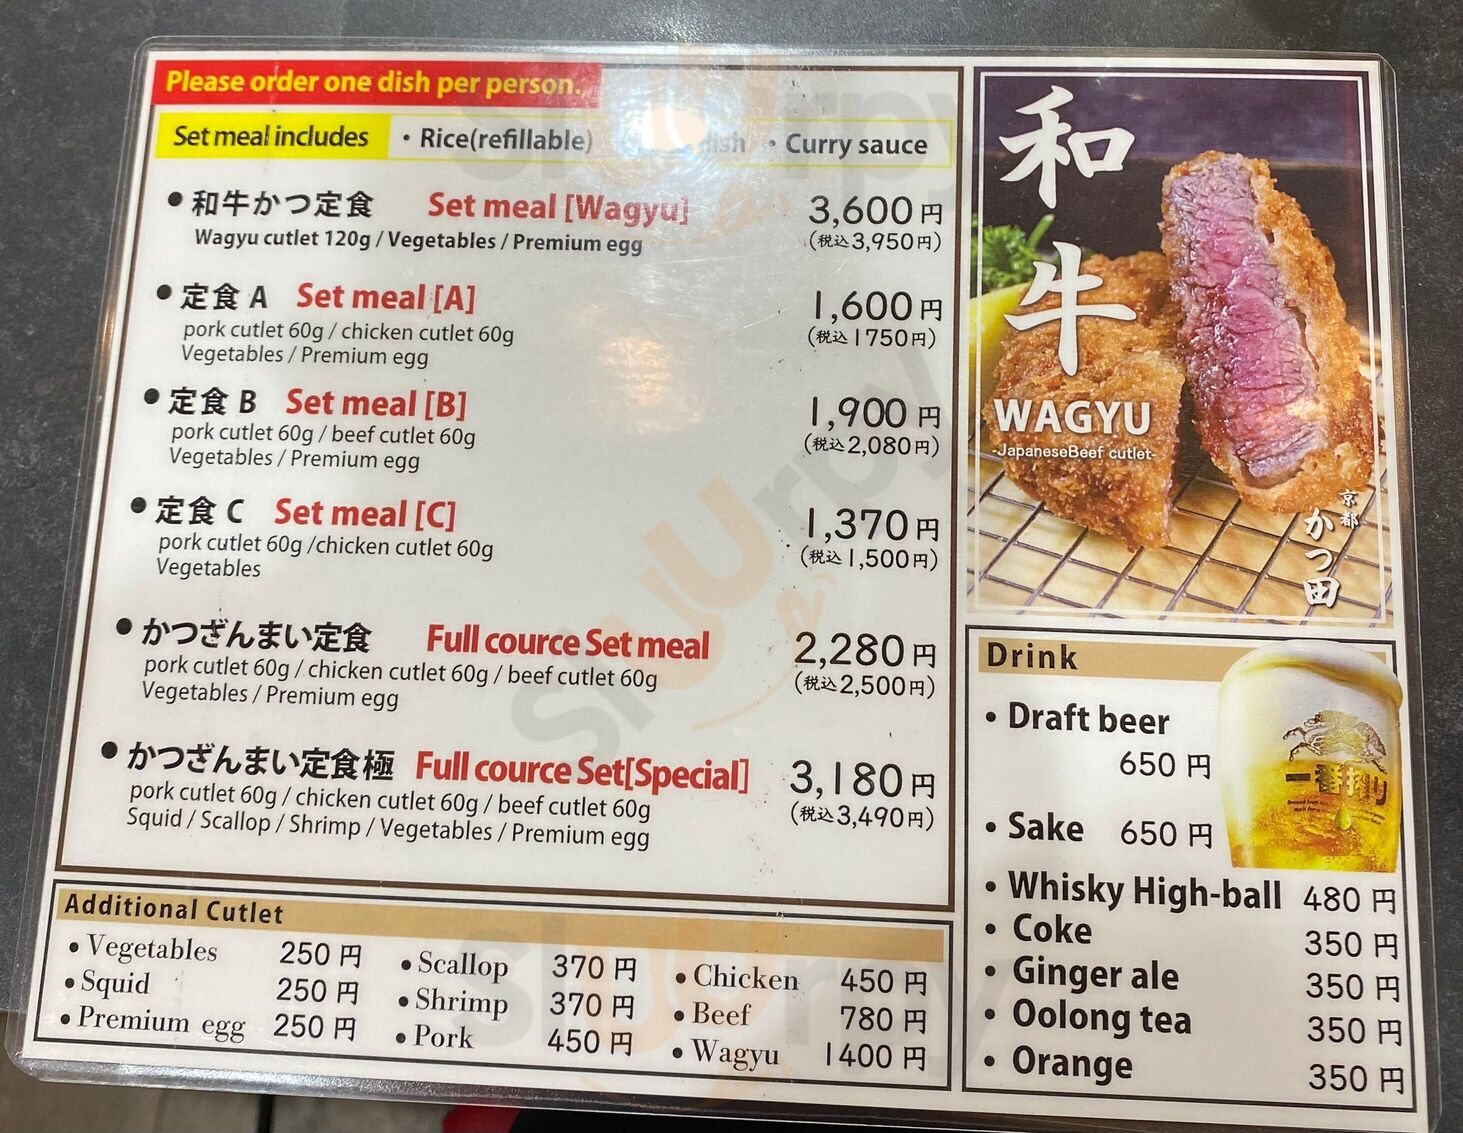 Please order one dish per person.
Set meal includes ・Rice(refillable) dish ・Curry sauce
● 和牛かつ定食 Set meal [Wagyu] 3,600円
Wagyu cutlet 120g / Vegetables / Premium egg (税込3,950円)
● 定食 A Set meal [A] 1,600円
pork cutlet 60g / chicken cutlet 60g (税込1750円)
Vegetables / Premium egg
● 定食 B Set meal [B] 1,900円
pork cutlet 60g / beef cutlet 60g (税込2,080円)
Vegetables / Premium egg
● 定食 C Set meal [C] 1,370円
pork cutlet 60g /chicken cutlet 60g (税込1,500円)
Vegetables
● かつざんまい定食 Full cource Set meal 2,280円
pork cutlet 60g / chicken cutlet 60g / beef cutlet 60g (税込2,500円)
Vegetables / Premium egg
● かつざんまい定食極 Full cource Set[Special] 3,180円
pork cutlet 60g / chicken cutlet 60g / beef cutlet 60g (税込3,490円)
Squid / Scallop / Shrimp / Vegetables / Premium egg
Additional Cutlet
• Vegetables 250円
• Squid 250円
• Premium egg 250円
• Scallop 370円
• Shrimp 370円
• Pork 450円
• Chicken 450円
• Beef 780円
• Wagyu 1400円
和牛
WAGYU
-JapaneseBeef cutlet-
京都
かつ田
Drink
• Draft beer
650円
• Sake 650円
• Whisky High-ball 480円
• Coke 350円
• Ginger ale 350円
• Oolong tea 350円
• Orange 350円
一番搾り
sluurpy
sluurpy
sluurpy